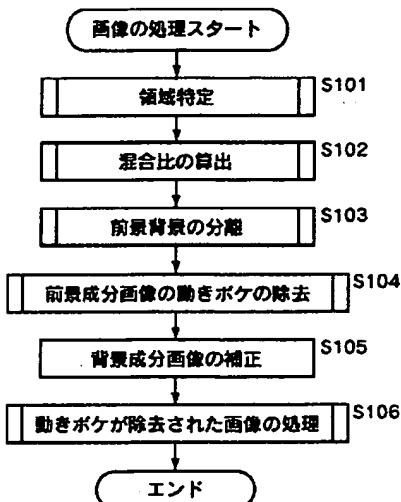 画像の処理スタート
領域特定
S101
混合比の算出
S102
前景背景の分離
S103
前景成分画像の動きボケの除去
S104
背景成分画像の補正
S105
動きボケが除去された画像の処理
S106
エンド